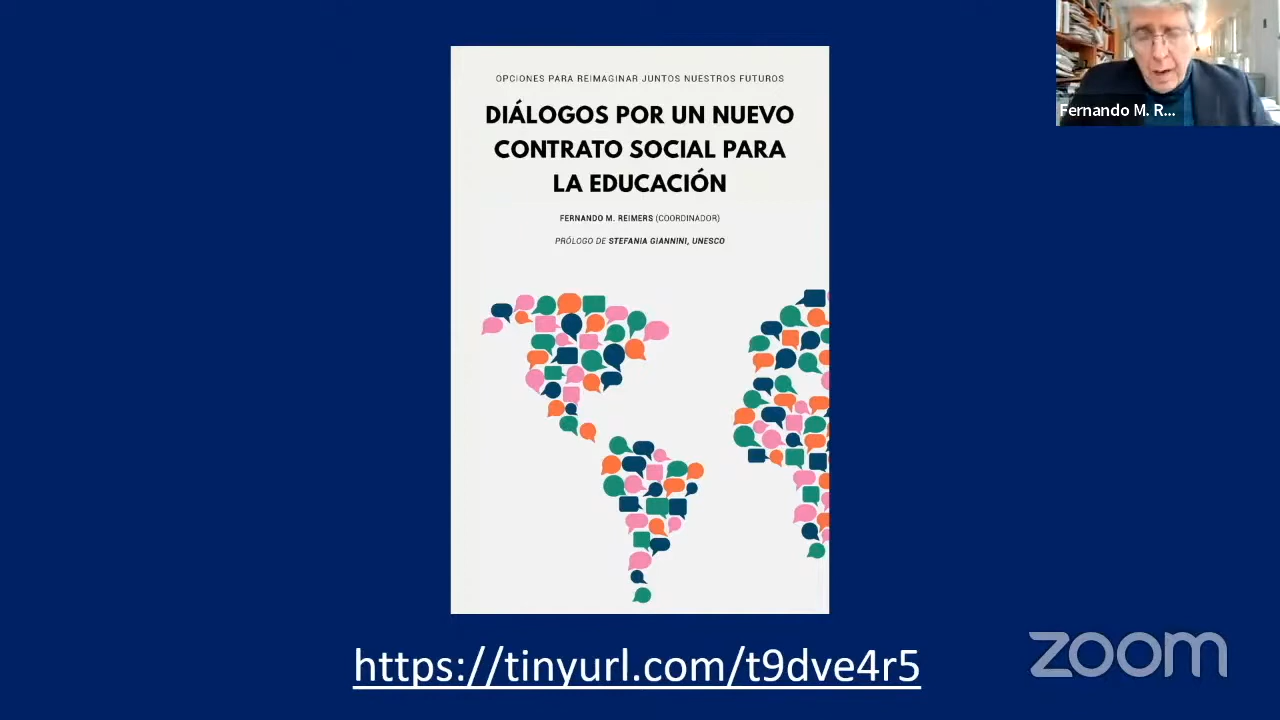 OPCIONES PARA REIMAGINAR JUNTOS NUESTROS FUTUROS
DIÁLOGOS POR UN NUEVO
CONTRATO SOCIAL PARA
LA EDUCACIÓN
FERNANDO M. REIMERS (COORDINADOR)
PRÓLOGO DE STEFANIA GIANNINI, UNESCO
Fernando M. R...
https://tinyurl.com/t9dve4r5
zoom